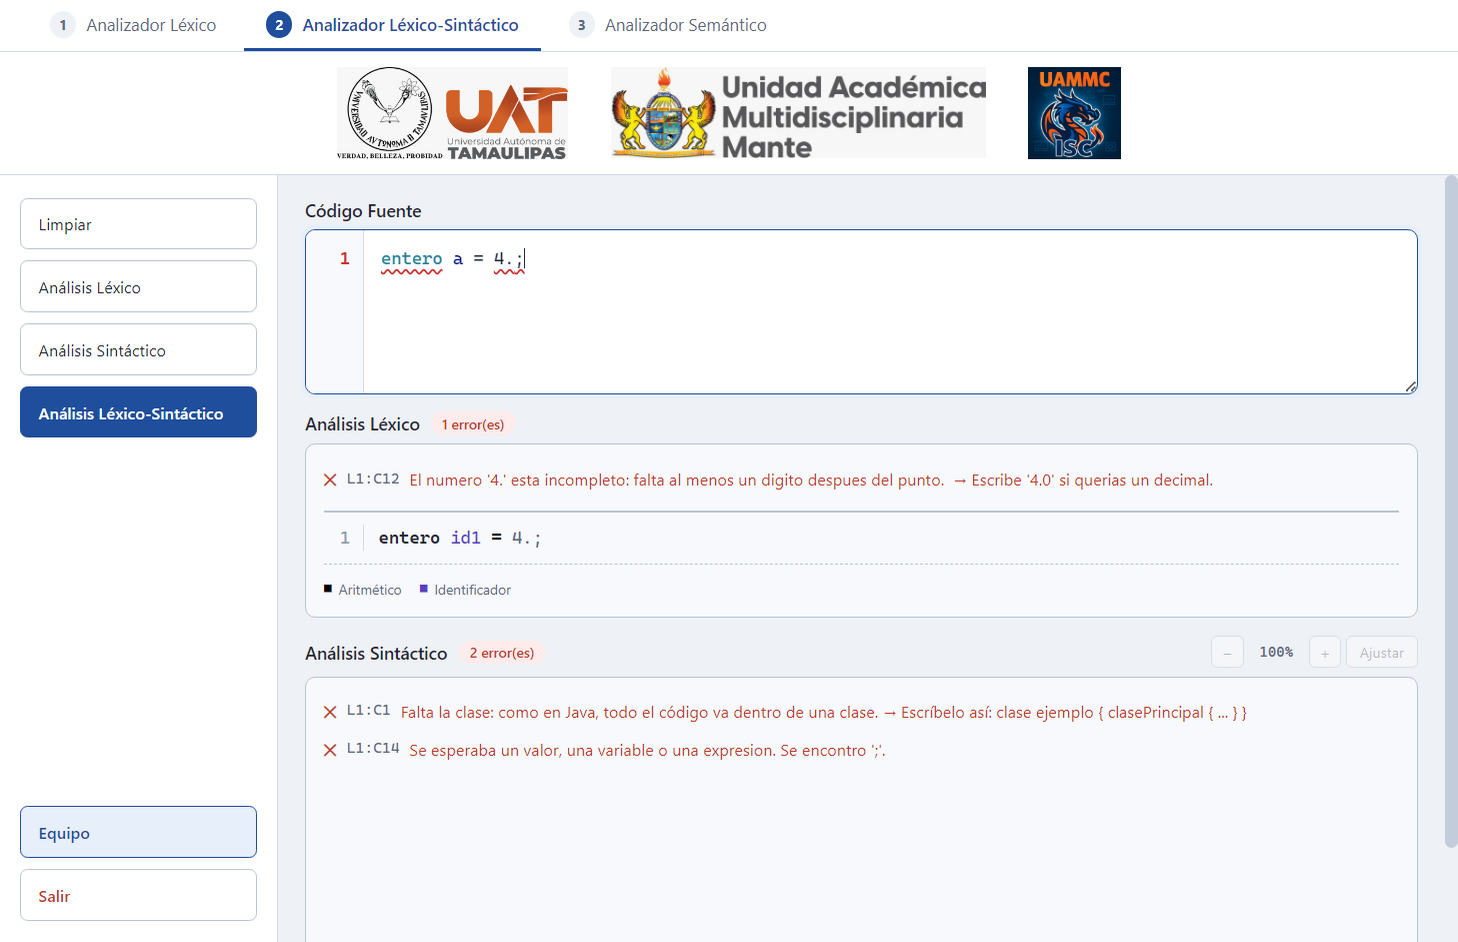 1 Analizador Léxico 2 Analizador Léxico-Sintáctico 3 Analizador Semántico
UNIVERSIDAD AUTONOMA DE TAMAULIPAS
VERDAD, BELLEZA, PROBIDAD
UAT
Universidad Autónoma de
TAMAULIPAS
Unidad Académica
Multidisciplinaria
Mante
UAMMC
ISC
Limpiar
Análisis Léxico
Análisis Sintáctico
Análisis Léxico-Sintáctico
Equipo
Salir
Código Fuente
1 entero a = 4.;
Análisis Léxico 1 error(es)
✕ L1:C12 El numero '4.' esta incompleto: falta al menos un digito despues del punto. → Escribe '4.0' si querias un decimal.
1 entero id1 = 4.;
Aritmético Identificador
Análisis Sintáctico 2 error(es) − 100% + Ajustar
✕ L1:C1 Falta la clase: como en Java, todo el código va dentro de una clase. → Escríbelo así: clase ejemplo { clasePrincipal { ... } }
✕ L1:C14 Se esperaba un valor, una variable o una expresion. Se encontro ';'.